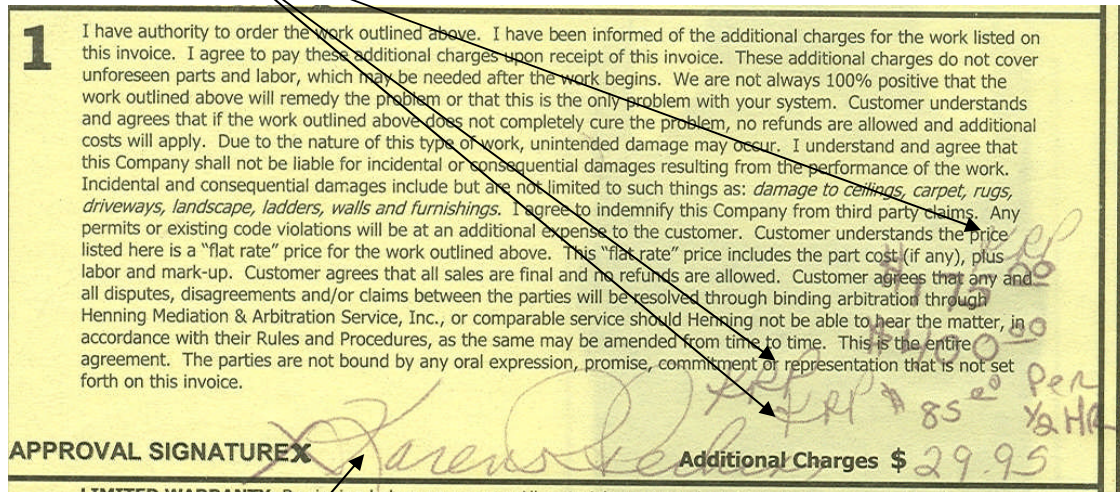 1
I have authority to order the work outlined above. I have been informed of the additional charges for the work listed on
this invoice. I agree to pay these additional charges upon receipt of this invoice. These additional charges do not cover
unforeseen parts and labor, which may be needed after the work begins. We are not always 100% positive that the
work outlined above will remedy the problem or that this is the only problem with your system. Customer understands
and agrees that if the work outlined above does not completely cure the problem, no refunds are allowed and additional
costs will apply. Due to the nature of this type of work, unintended damage may occur. I understand and agree that
this Company shall not be liable for incidental or consequential damages resulting from the performance of the work.
Incidental and consequential damages include but are not limited to such things as: damage to ceilings, carpet, rugs,
driveways, landscape, ladders, walls and furnishings. I agree to indemnify this Company from third party claims. Any
permits or existing code violations will be at an additional expense to the customer. Customer understands the price
KRP
listed here is a “flat rate” price for the work outlined above. This “flat rate” price includes the part cost (if any), plus
labor and mark-up. Customer agrees that all sales are final and no refunds are allowed. Customer agrees that any and
all disputes, disagreements and/or claims between the parties will be resolved through binding arbitration through
Henning Mediation & Arbitration Service, Inc., or comparable service should Henning not be able to hear the matter, in
$400.00
accordance with their Rules and Procedures, as the same may be amended from time to time. This is the entire
agreement. The parties are not bound by any oral expression, promise, commitment or representation that is not set
forth on this invoice.
KRP
KRP $85.00 Per ½ HR
APPROVAL SIGNATURE X Karen
Additional Charges $ 29.95